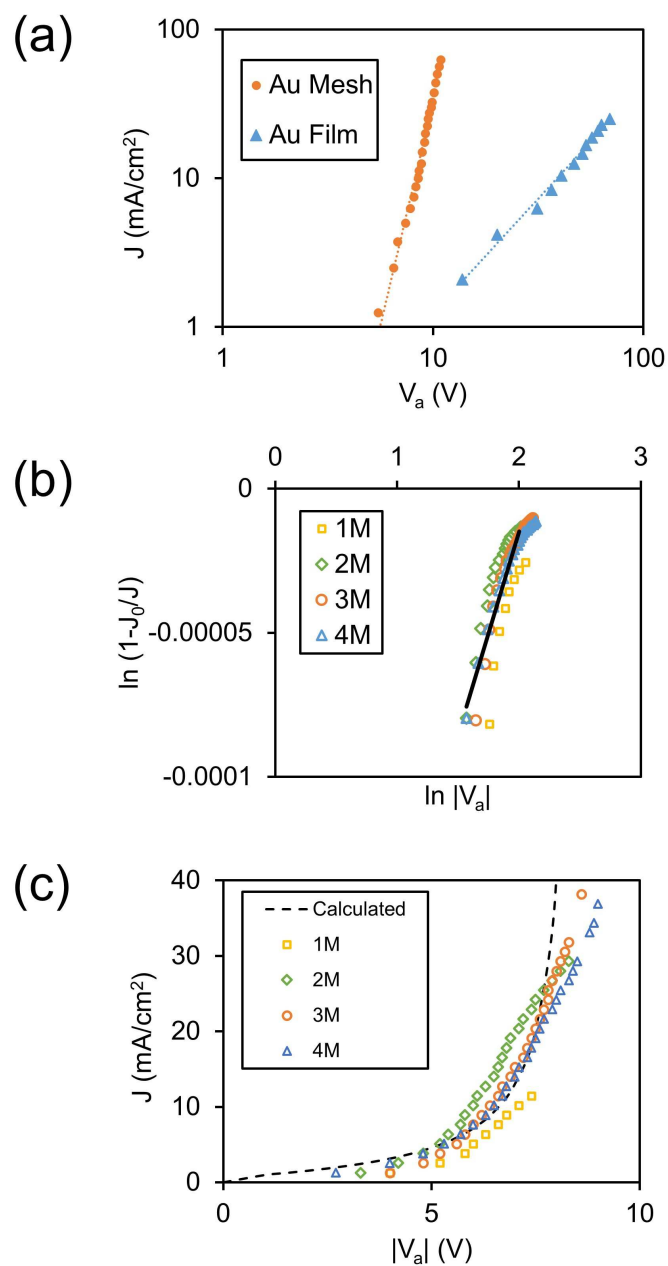 (a)
100
10
1
J (mA/cm²)
Au Mesh
Au Film
1
10
100
Vₐ (V)
(b)
0
1
2
3
0
-0.00005
-0.0001
ln (1-J₀/J)
1M
2M
3M
4M
ln |Vₐ|
(c)
40
30
20
10
0
J (mA/cm²)
Calculated
1M
2M
3M
4M
0
5
10
|Vₐ| (V)